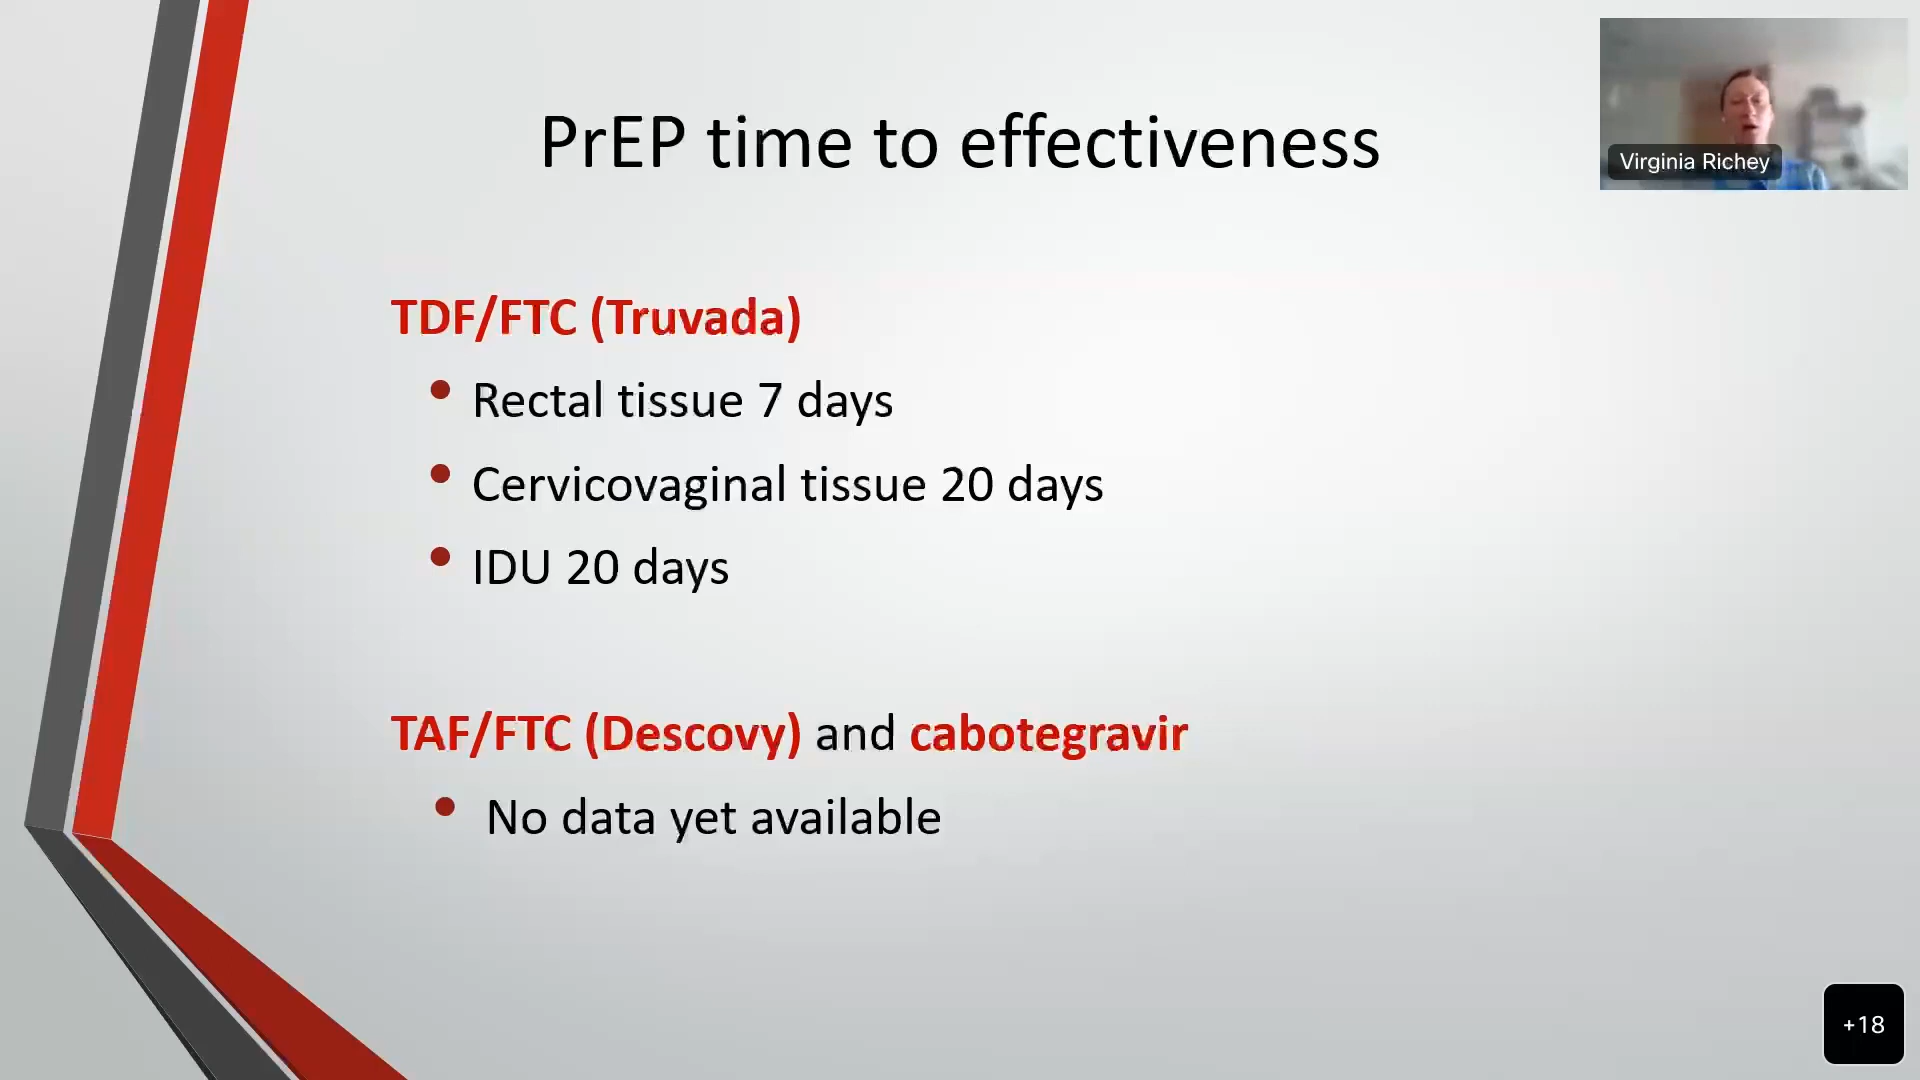 PrEP time to effectiveness
Virginia Richey
TDF/FTC (Truvada)
• Rectal tissue 7 days
• Cervicovaginal tissue 20 days
• IDU 20 days
TAF/FTC (Descovy) and cabotegravir
• No data yet available
+18